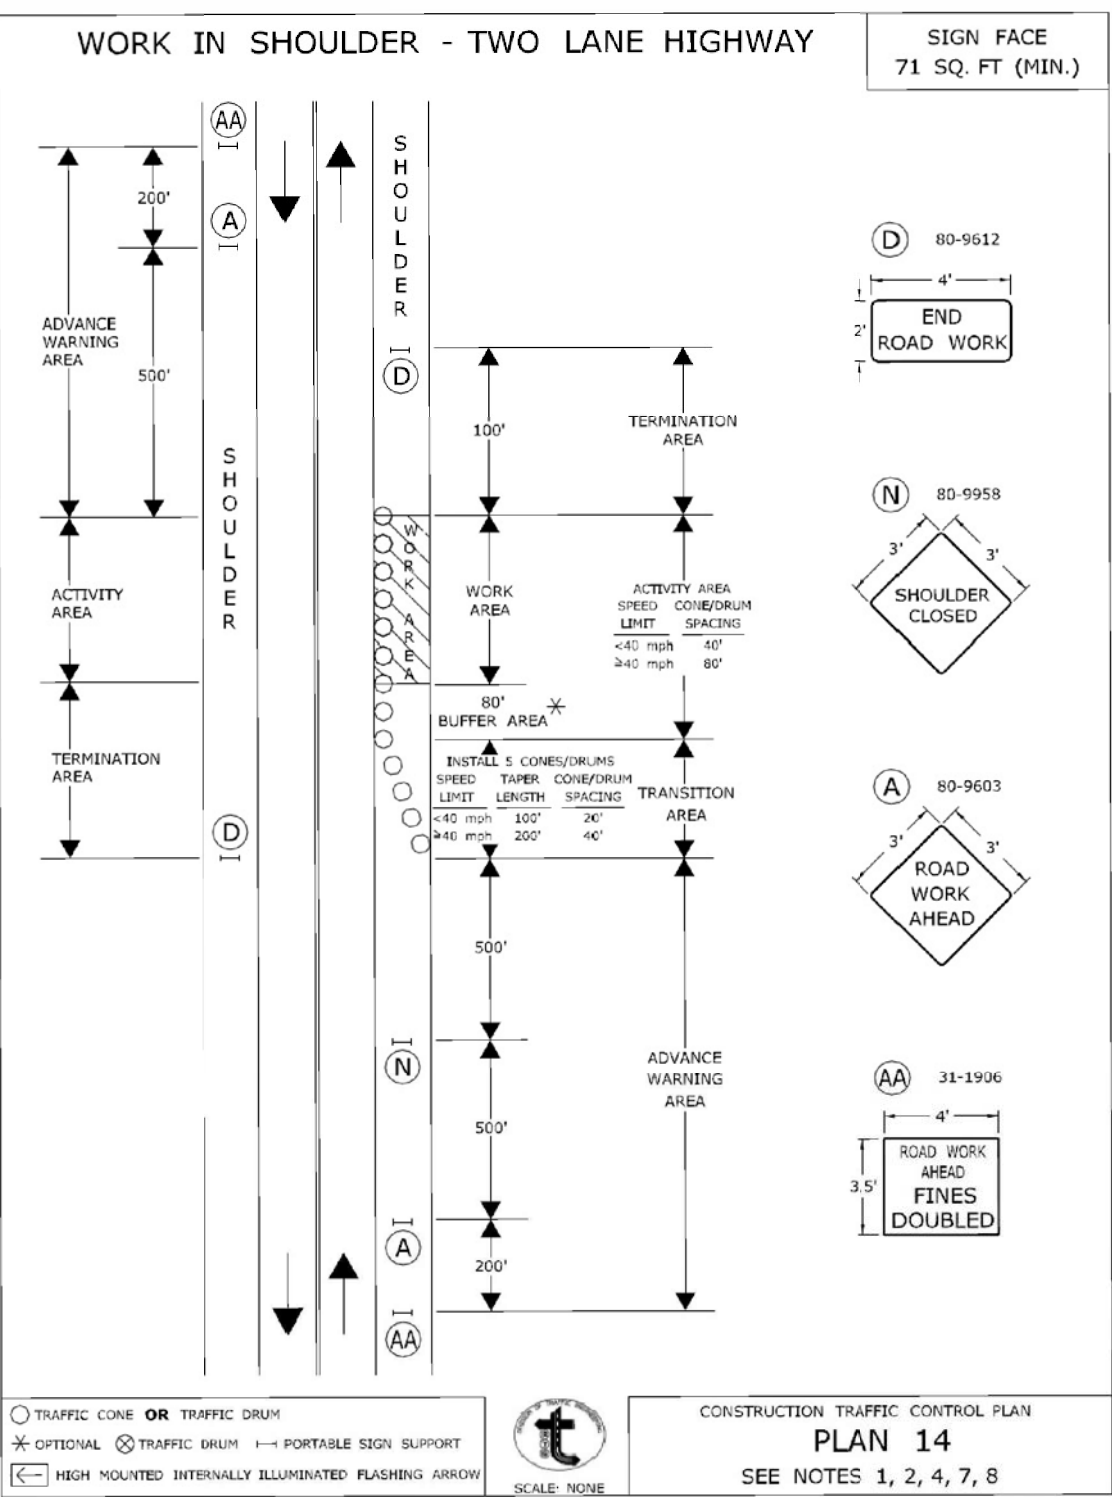 WORK IN SHOULDER - TWO LANE HIGHWAY
SIGN FACE
71 SQ. FT (MIN.)
AA
200'
A
500'
ADVANCE
WARNING
AREA
SHOULDER
ACTIVITY
AREA
TERMINATION
AREA
D
SHOULDER
D
100'
TERMINATION
AREA
WORK AREA
WORK
AREA
ACTIVITY AREA
SPEED CONE/DRUM
LIMIT SPACING
<40 mph 40'
≥40 mph 80'
80'
BUFFER AREA *
INSTALL 5 CONES/DRUMS
SPEED TAPER CONE/DRUM
LIMIT LENGTH SPACING
<40 mph 100' 20'
≥40 mph 200' 40'
TRANSITION
AREA
500'
N
500'
ADVANCE
WARNING
AREA
A
200'
AA
D 80-9612
4'
2'
END
ROAD WORK
N 80-9958
3' 3'
SHOULDER
CLOSED
A 80-9603
3' 3'
ROAD
WORK
AHEAD
AA 31-1906
4'
3.5'
ROAD WORK
AHEAD
FINES
DOUBLED
TRAFFIC CONE OR TRAFFIC DRUM
* OPTIONAL TRAFFIC DRUM PORTABLE SIGN SUPPORT
HIGH MOUNTED INTERNALLY ILLUMINATED FLASHING ARROW
SCALE: NONE
CONSTRUCTION TRAFFIC CONTROL PLAN
PLAN 14
SEE NOTES 1, 2, 4, 7, 8